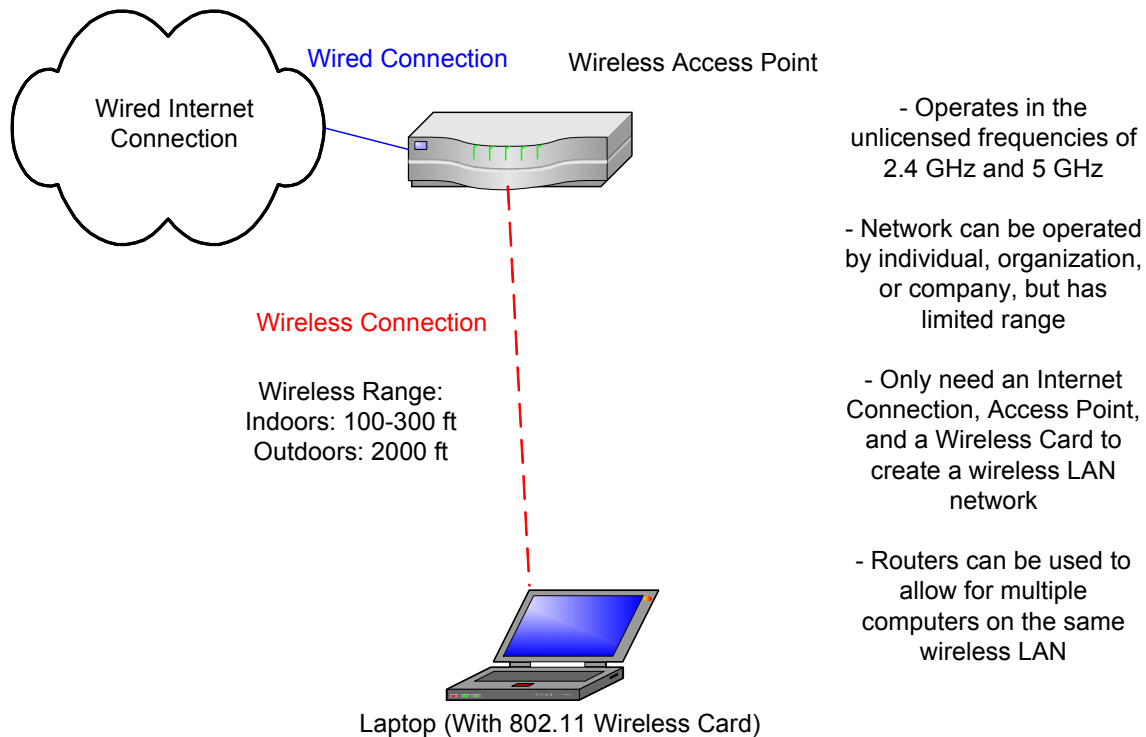 Wired Connection
Wireless Access Point
Wired Internet
Connection
- Operates in the
unlicensed frequencies of
2.4 GHz and 5 GHz
- Network can be operated
by individual, organization,
or company, but has
limited range
Wireless Connection
Wireless Range:
Indoors: 100-300 ft
Outdoors: 2000 ft
- Only need an Internet
Connection, Access Point,
and a Wireless Card to
create a wireless LAN
network
- Routers can be used to
allow for multiple
computers on the same
wireless LAN
Laptop (With 802.11 Wireless Card)